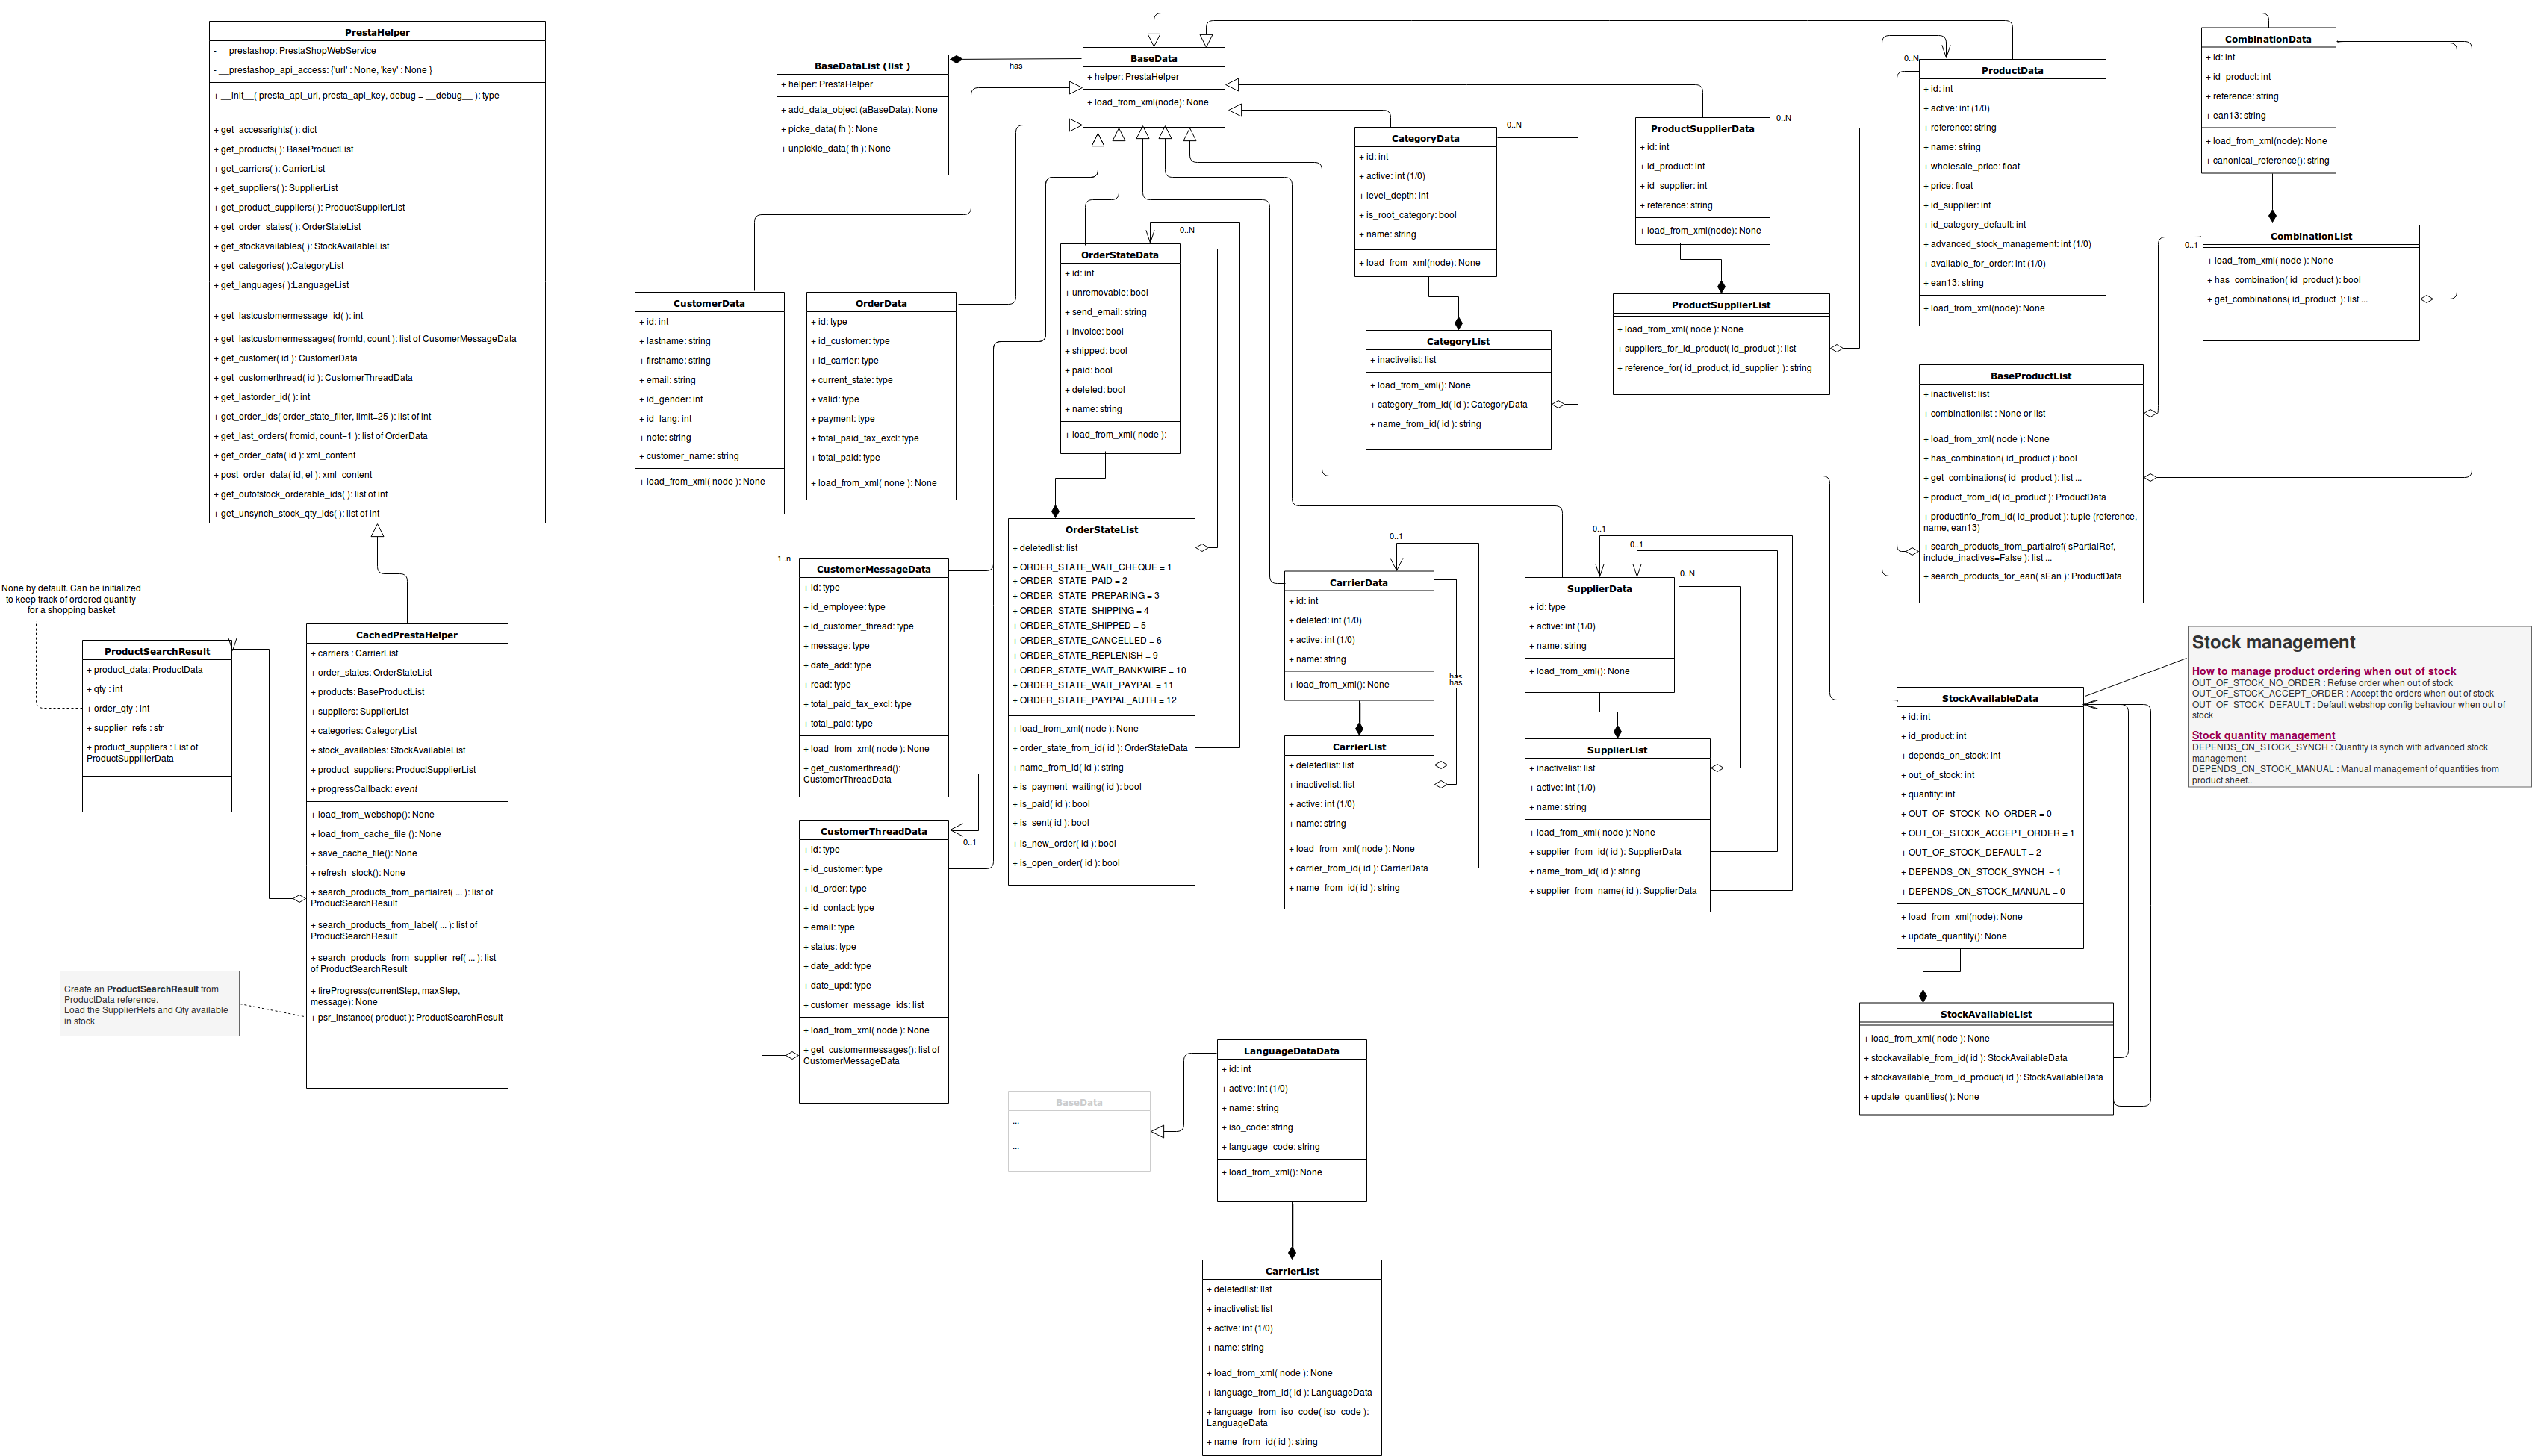 PrestaHelper
- __prestashop: PrestaShopWebService
- __prestashop_api_access: {'url' : None, 'key' : None }
+ __init__( presta_api_url, presta_api_key, debug = __debug__ ): type
+ get_accessrights( ): dict
+ get_products( ): BaseProductList
+ get_carriers( ): CarrierList
+ get_suppliers( ): SupplierList
+ get_product_suppliers( ): ProductSupplierList
+ get_order_states( ): OrderStateList
+ get_stockavailables( ): StockAvailableList
+ get_categories( ):CategoryList
+ get_languages( ):LanguageList
+ get_lastcustomermessage_id( ): int
+ get_lastcustomermessages( fromId, count ): list of CusomerMessageData
+ get_customer( id ): CustomerData
+ get_customerthread( id ): CustomerThreadData
+ get_lastorder_id( ): int
+ get_order_ids( order_state_filter, limit=25 ): list of int
+ get_last_orders( fromid, count=1 ): list of OrderData
+ get_order_data( id ): xml_content
+ post_order_data( id, el ): xml_content
+ get_outofstock_orderable_ids( ): list of int
+ get_unsynch_stock_qty_ids( ): list of int
None by default. Can be initialized
to keep track of ordered quantity
for a shopping basket
ProductSearchResult
+ product_data: ProductData
+ qty : int
+ order_qty : int
+ supplier_refs : str
+ product_suppliers : List of
ProductSupllierData
CachedPrestaHelper
+ carriers : CarrierList
+ order_states: OrderStateList
+ products: BaseProductList
+ suppliers: SupplierList
+ categories: CategoryList
+ stock_availables: StockAvailableList
+ product_suppliers: ProductSupplierList
+ progressCallback: event
+ load_from_webshop(): None
+ load_from_cache_file (): None
+ save_cache_file(): None
+ refresh_stock(): None
+ search_products_from_partialref( ... ): list of
ProductSearchResult
+ search_products_from_label( ... ): list of
ProductSearchResult
+ search_products_from_supplier_ref( ... ): list
of ProductSearchResult
+ fireProgress(currentStep, maxStep,
message): None
+ psr_instance( product ): ProductSearchResult
Create an ProductSearchResult from
ProductData reference.
Load the SupplierRefs and Qty available
in stock
BaseDataList (list )
+ helper: PrestaHelper
+ add_data_object (aBaseData): None
+ picke_data( fh ): None
+ unpickle_data( fh ): None
has
BaseData
+ helper: PrestaHelper
+ load_from_xml(node): None
CustomerData
+ id: int
+ lastname: string
+ firstname: string
+ email: string
+ id_gender: int
+ id_lang: int
+ note: string
+ customer_name: string
+ load_from_xml( node ): None
OrderData
+ id: type
+ id_customer: type
+ id_carrier: type
+ current_state: type
+ valid: type
+ payment: type
+ total_paid_tax_excl: type
+ total_paid: type
+ load_from_xml( none ): None
0..N
OrderStateData
+ id: int
+ unremovable: bool
+ send_email: string
+ invoice: bool
+ shipped: bool
+ paid: bool
+ deleted: bool
+ name: string
+ load_from_xml( node ):
OrderStateList
+ deletedlist: list
+ ORDER_STATE_WAIT_CHEQUE = 1
+ ORDER_STATE_PAID = 2
+ ORDER_STATE_PREPARING = 3
+ ORDER_STATE_SHIPPING = 4
+ ORDER_STATE_SHIPPED = 5
+ ORDER_STATE_CANCELLED = 6
+ ORDER_STATE_REPLENISH = 9
+ ORDER_STATE_WAIT_BANKWIRE = 10
+ ORDER_STATE_WAIT_PAYPAL = 11
+ ORDER_STATE_PAYPAL_AUTH = 12
+ load_from_xml( node ): None
+ order_state_from_id( id ): OrderStateData
+ name_from_id( id ): string
+ is_payment_waiting( id ): bool
+ is_paid( id ): bool
+ is_sent( id ): bool
+ is_new_order( id ): bool
+ is_open_order( id ): bool
1..n
CustomerMessageData
+ id: type
+ id_employee: type
+ id_customer_thread: type
+ message: type
+ date_add: type
+ read: type
+ total_paid_tax_excl: type
+ total_paid: type
+ load_from_xml( node ): None
+ get_customerthread():
CustomerThreadData
0..1
CustomerThreadData
+ id: type
+ id_customer: type
+ id_order: type
+ id_contact: type
+ email: type
+ status: type
+ date_add: type
+ date_upd: type
+ customer_message_ids: list
+ load_from_xml( node ): None
+ get_customermessages(): list of
CustomerMessageData
0..N
CategoryData
+ id: int
+ active: int (1/0)
+ level_depth: int
+ is_root_category: bool
+ name: string
+ load_from_xml(node): None
CategoryList
+ inactivelist: list
+ load_from_xml(): None
+ category_from_id( id ): CategoryData
+ name_from_id( id ): string
0..N
ProductSupplierData
+ id: int
+ id_product: int
+ id_supplier: int
+ reference: string
+ load_from_xml(node): None
ProductSupplierList
+ load_from_xml( node ): None
+ suppliers_for_id_product( id_product ): list
+ reference_for( id_product, id_supplier ): string
0..N
ProductData
+ id: int
+ active: int (1/0)
+ reference: string
+ name: string
+ wholesale_price: float
+ price: float
+ id_supplier: int
+ id_category_default: int
+ advanced_stock_management: int (1/0)
+ available_for_order: int (1/0)
+ ean13: string
+ load_from_xml(node): None
CombinationData
+ id: int
+ id_product: int
+ reference: string
+ ean13: string
+ load_from_xml(node): None
+ canonical_reference(): string
0..1
CombinationList
+ load_from_xml( node ): None
+ has_combination( id_product ): bool
+ get_combinations( id_product ): list ...
BaseProductList
+ inactivelist: list
+ combinationlist : None or list
+ load_from_xml( node ): None
+ has_combination( id_product ): bool
+ get_combinations( id_product ): list ...
+ product_from_id( id_product ): ProductData
+ productinfo_from_id( id_product ): tuple (reference,
name, ean13)
+ search_products_from_partialref( sPartialRef,
include_inactives=False ): list ...
+ search_products_for_ean( sEan ): ProductData
0..1
CarrierData
+ id: int
+ deleted: int (1/0)
+ active: int (1/0)
+ name: string
+ load_from_xml(): None
has
has
CarrierList
+ deletedlist: list
+ inactivelist: list
+ active: int (1/0)
+ name: string
+ load_from_xml( node ): None
+ carrier_from_id( id ): CarrierData
+ name_from_id( id ): string
0..1
0..1
0..N
SupplierData
+ id: type
+ active: int (1/0)
+ name: string
+ load_from_xml(): None
SupplierList
+ inactivelist: list
+ active: int (1/0)
+ name: string
+ load_from_xml( node ): None
+ supplier_from_id( id ): SupplierData
+ name_from_id( id ): string
+ supplier_from_name( id ): SupplierData
Stock management
How to manage product ordering when out of stock
OUT_OF_STOCK_NO_ORDER : Refuse order when out of stock
OUT_OF_STOCK_ACCEPT_ORDER : Accept the orders when out of stock
OUT_OF_STOCK_DEFAULT : Default webshop config behaviour when out of
stock
Stock quantity management
DEPENDS_ON_STOCK_SYNCH : Quantity is synch with advanced stock
management
DEPENDS_ON_STOCK_MANUAL : Manual management of quantities from
product sheet..
StockAvailableData
+ id: int
+ id_product: int
+ depends_on_stock: int
+ out_of_stock: int
+ quantity: int
+ OUT_OF_STOCK_NO_ORDER = 0
+ OUT_OF_STOCK_ACCEPT_ORDER = 1
+ OUT_OF_STOCK_DEFAULT = 2
+ DEPENDS_ON_STOCK_SYNCH = 1
+ DEPENDS_ON_STOCK_MANUAL = 0
+ load_from_xml(node): None
+ update_quantity(): None
StockAvailableList
+ load_from_xml( node ): None
+ stockavailable_from_id( id ): StockAvailableData
+ stockavailable_from_id_product( id ): StockAvailableData
+ update_quantities( ): None
BaseData
...
...
LanguageDataData
+ id: int
+ active: int (1/0)
+ name: string
+ iso_code: string
+ language_code: string
+ load_from_xml(): None
CarrierList
+ deletedlist: list
+ inactivelist: list
+ active: int (1/0)
+ name: string
+ load_from_xml( node ): None
+ language_from_id( id ): LanguageData
+ language_from_iso_code( iso_code ):
LanguageData
+ name_from_id( id ): string